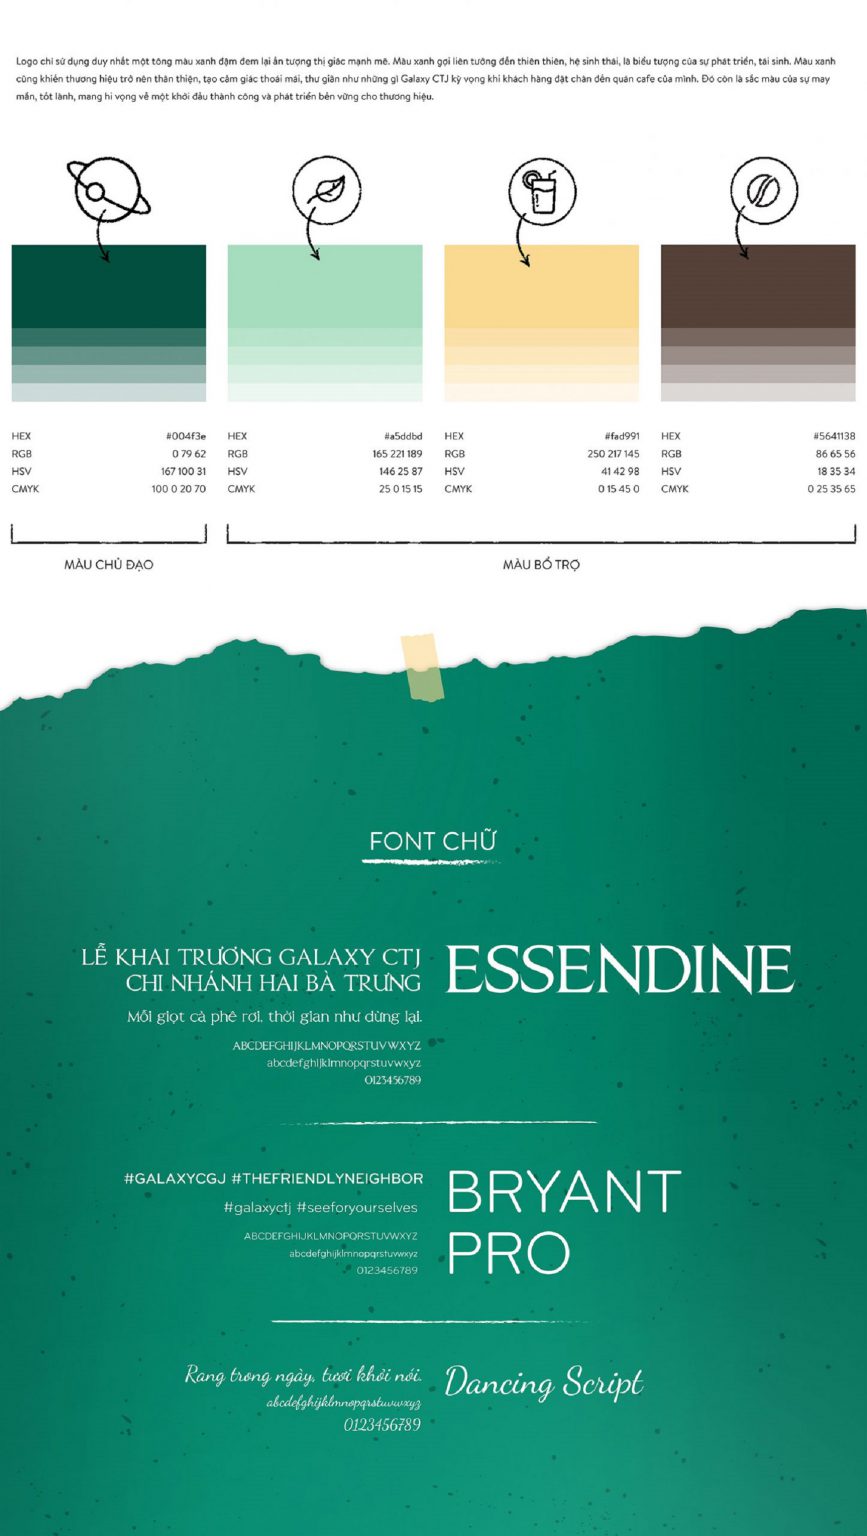 Logo chỉ sử dụng duy nhất một tông màu xanh đậm đem lại ấn tượng thị giác mạnh mẽ. Màu xanh gợi liên tưởng đến thiên thiên, hệ sinh thái, là biểu tượng của sự phát triển, tái sinh. Màu xanh
cũng khiến thương hiệu trở nên thân thiện, tạo cảm giác thoải mái, thư giãn như những gì Galaxy CTJ kỳ vọng khi khách hàng đặt chân đến quán cafe của mình. Đó còn là sắc màu của sự may
mắn, tốt lành, mang hi vọng về một khởi đầu thành công và phát triển bền vững cho thương hiệu.
HEX #004f3e
RGB 0 79 62
HSV 167 100 31
CMYK 100 0 20 70
HEX #a5ddbd
RGB 165 221 189
HSV 146 25 87
CMYK 25 0 15 15
HEX #fad991
RGB 250 217 145
HSV 41 42 98
CMYK 0 15 45 0
HEX #5641138
RGB 86 65 56
HSV 18 35 34
CMYK 0 25 35 65
MÀU CHỦ ĐẠO
MÀU BỔ TRỢ
FONT CHỮ
LỄ KHAI TRƯƠNG GALAXY CTJ
CHI NHÁNH HAI BÀ TRƯNG
Mỗi giọt cà phê rơi, thời gian như dừng lại.
ABCDEFGHIJKLMNOPQRSTUVWXYZ
abcdefghijklmnopqrstuvwxyz
0123456789
ESSENDINE
#GALAXYCGJ #THEFRIENDLYNEIGHBOR
#galaxyctj #seeforyourselves
ABCDEFGHIJKLMNOPQRSTUVWXYZ
abcdefghijklmnopqrstuvwxyz
0123456789
BRYANT
PRO
Rang trong ngày, tươi khỏi nói.
abcdefghijklmnopqrstuvwxyz
0123456789
Dancing Script